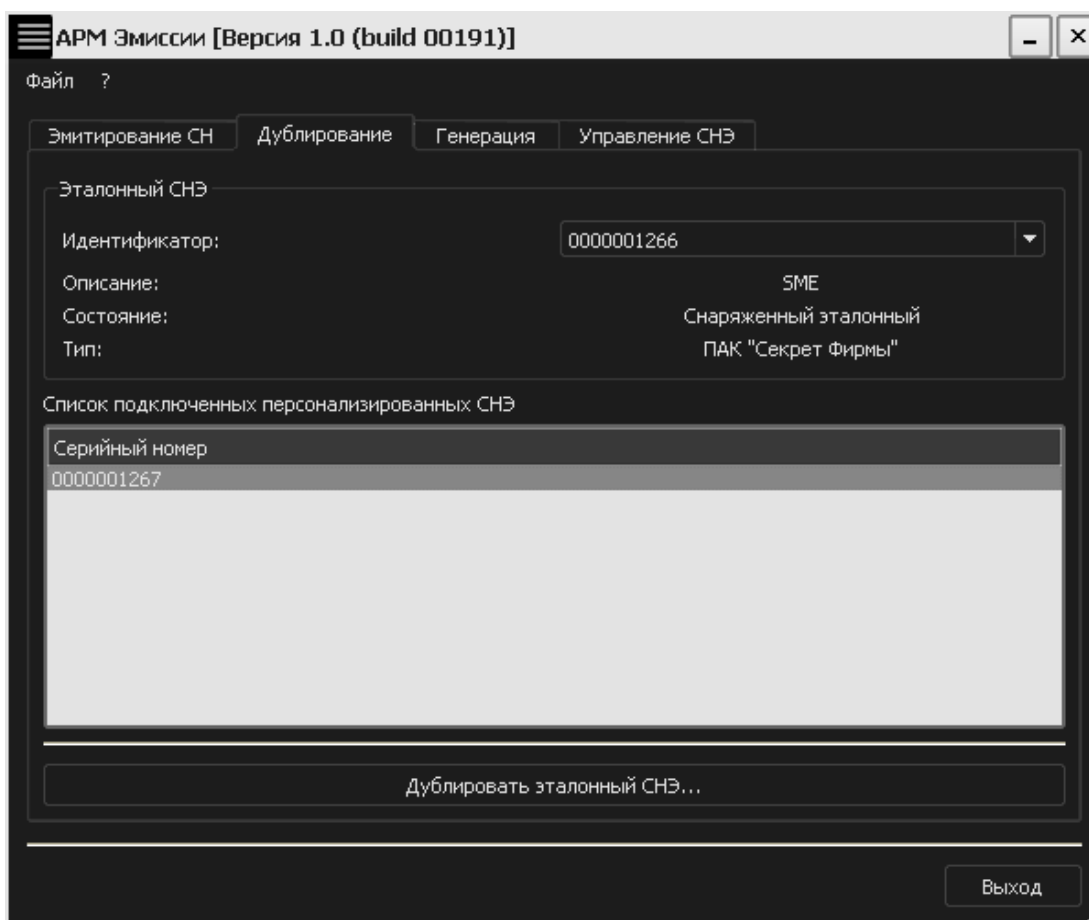 АРМ Эмиссии [Версия 1.0 (build 00191)]
Файл ?
Эмитирование СН Дублирование Генерация Управление СНЭ
Эталонный СНЭ
Идентификатор: 0000001266
Описание: SME
Состояние: Снаряженный эталонный
Тип: ПАК "Секрет Фирмы"
Список подключенных персонализированных СНЭ
Серийный номер
0000001267
Дублировать эталонный СНЭ...
Выход